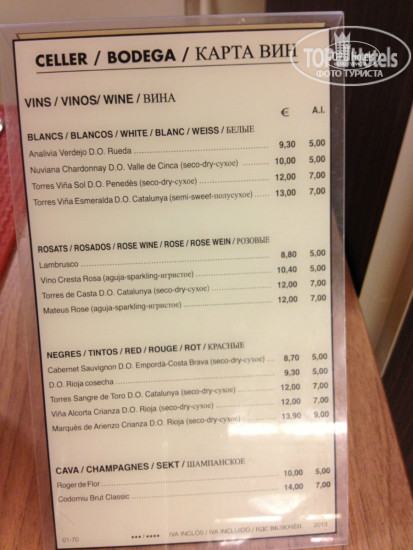 CELLER / BODEGA / КАРТА ВИН
TOPHotels
ФОТО ТУРИСТА
VINS / VINOS/ WINE / ВИНА
€ A.I.
BLANCS / BLANCOS / WHITE / BLANC / WEISS / БЕЛЫЕ
Analivia Verdejo D.O. Rueda 9,30 5,00
Nuviana Chardonnay D.O. Valle de Cinca (seco-dry-сухое) 10,00 5,00
Torres Viña Sol D.O. Penedès (seco-dry-сухое) 12,00 7,00
Torres Viña Esmeralda D.O. Catalunya (semi-sweet-полусухое) 13,00 7,00
ROSATS / ROSADOS / ROSE WINE / ROSE / ROSE WEIN / РОЗОВЫЕ
Lambrusco 8,80 5,00
Vino Cresta Rosa (aguja-sparkling-игристое) 10,40 5,00
Torres de Casta D.O. Catalunya (seco-dry-сухое) 12,00 7,00
Mateus Rose (aguja-sparkling-игристое) 12,00 7,00
NEGRES / TINTOS / RED / ROUGE / ROT / КРАСНЫЕ
Cabernet Sauvignon D.O. Empordà-Costa Brava (seco-dry-сухое) 8,70 5,00
D.O. Rioja cosecha 9,30 5,00
Torres Sangre de Toro D.O. Catalunya (seco-dry-сухое) 12,00 7,00
Viña Alcorta Crianza D.O. Rioja (seco-dry-сухое) 12,00 7,00
Marqués de Arienzo Crianza D.O. Rioja (seco-dry-сухое) 13,90 9,00
CAVA / CHAMPAGNES / SEKT / ШАМПАНСКОЕ
Roger de Flor 10,00 5,00
Codorniu Brut Classic 14,00 7,00
01-70 ●●● / ●●●● IVA INCLÒS / IVA INCLUIDO / НДС ВКЛЮЧЕН 2013